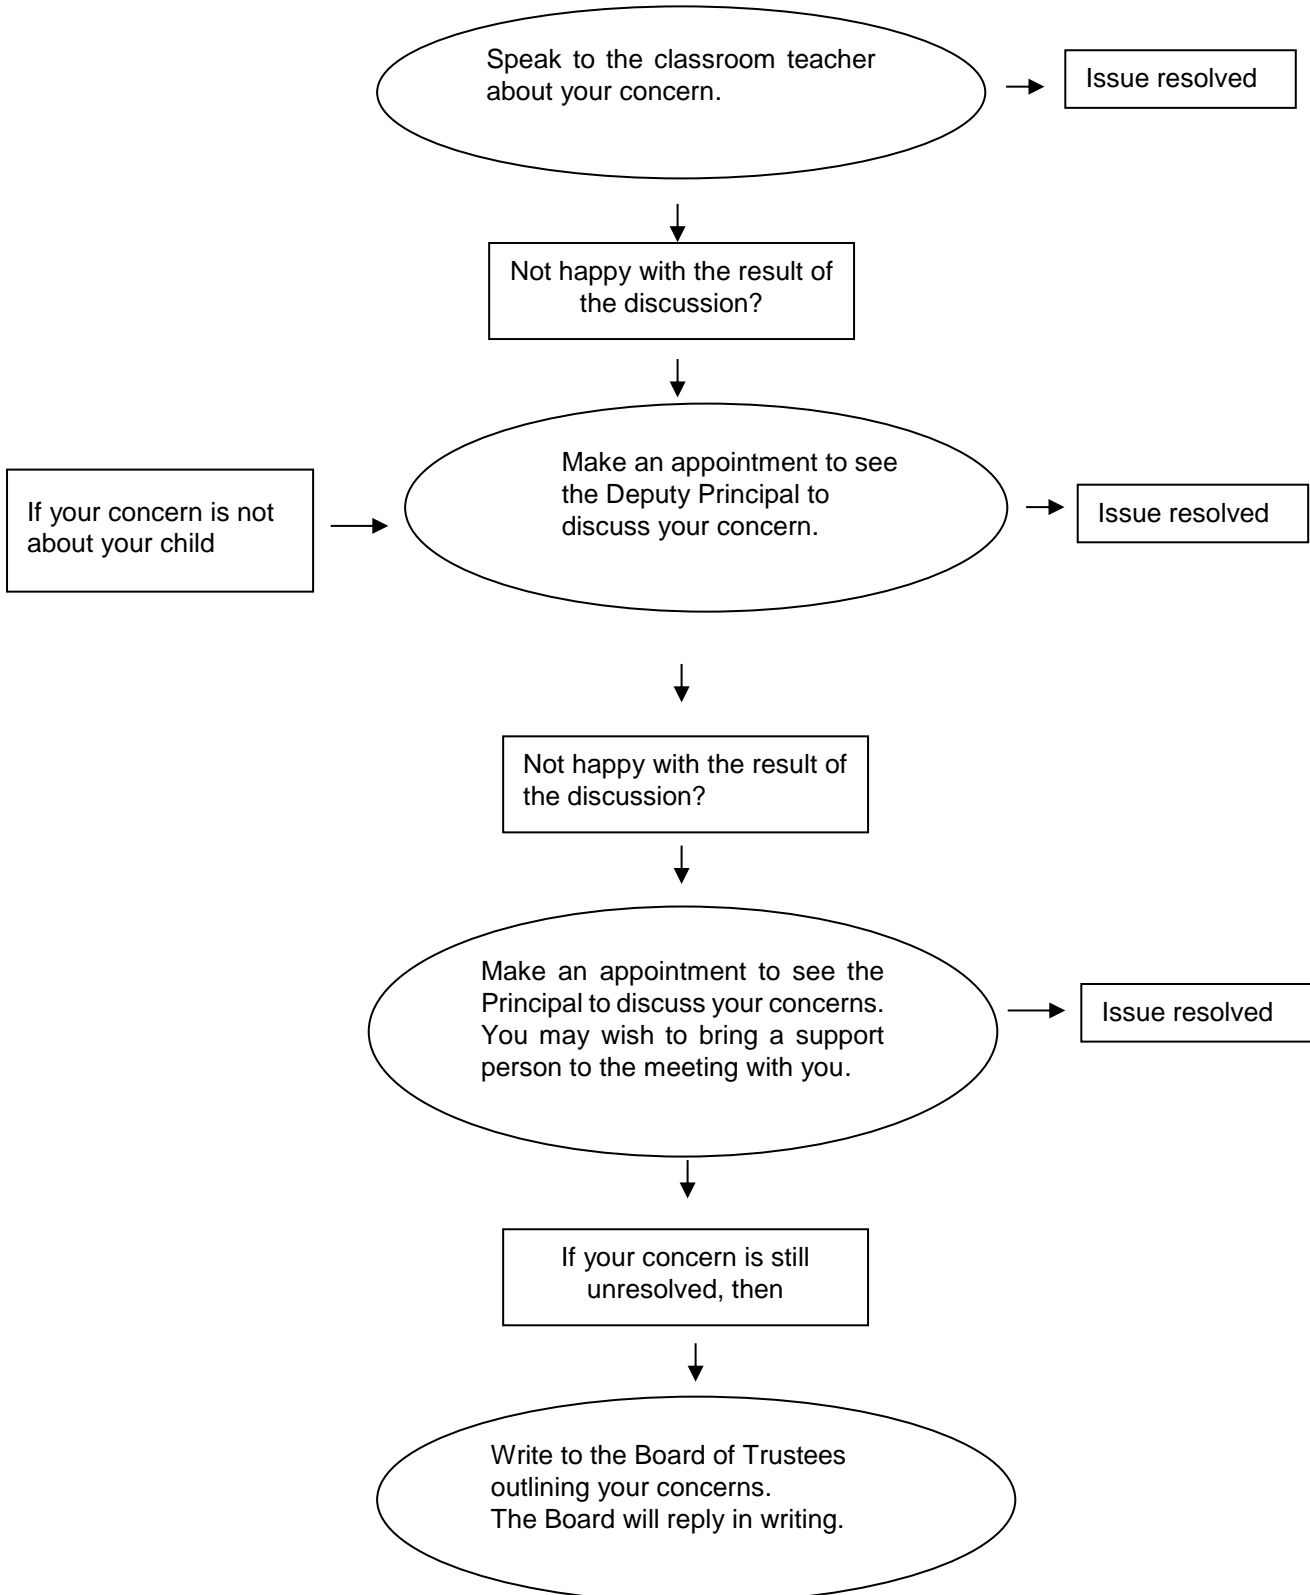 Speak to the classroom teacher
about your concern.
Issue resolved
Not happy with the result of
the discussion?
Make an appointment to see
the Deputy Principal to
discuss your concern.
If your concern is not
about your child
Issue resolved
Not happy with the result of
the discussion?
Make an appointment to see the
Principal to discuss your concerns.
You may wish to bring a support
person to the meeting with you.
Issue resolved
If your concern is still
unresolved, then
Write to the Board of Trustees
outlining your concerns.
The Board will reply in writing.